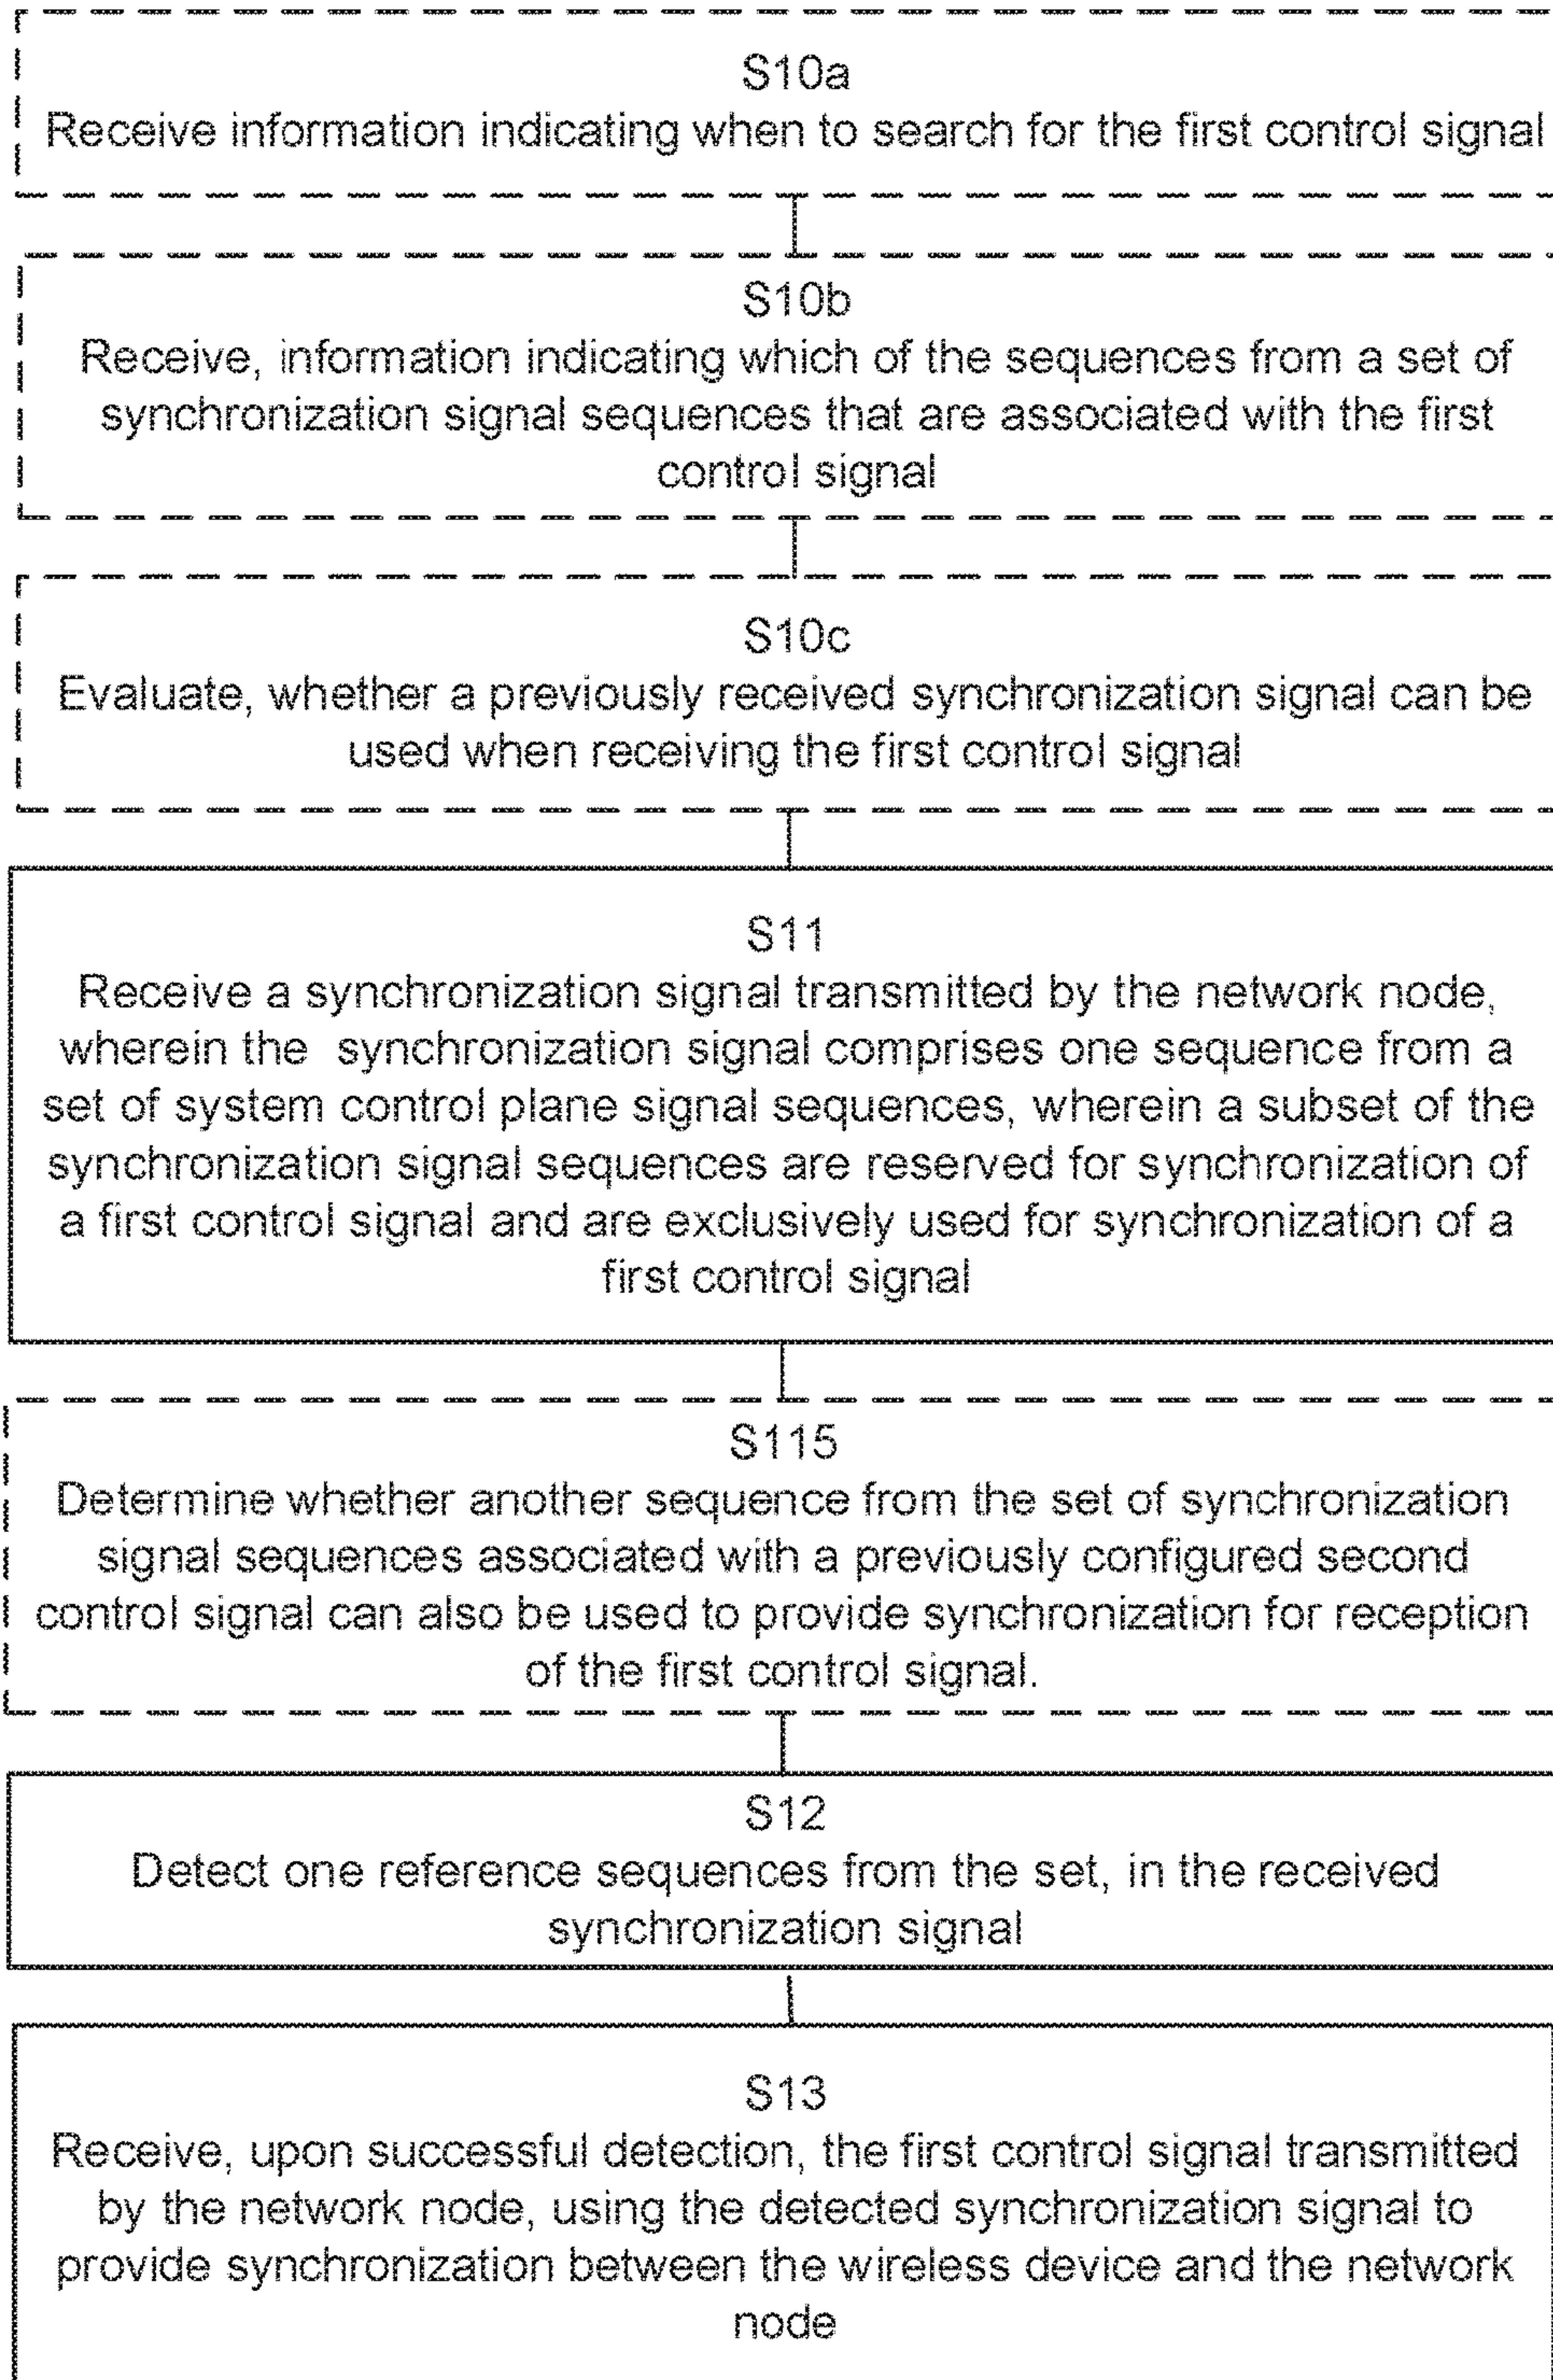 S10a
Receive information indicating when to search for the first control signal
S10b
Receive, information indicating which of the sequences from a set of
synchronization signal sequences that are associated with the first
control signal
S10c
Evaluate, whether a previously received synchronization signal can be
used when receiving the first control signal
S11
Receive a synchronization signal transmitted by the network node,
wherein the synchronization signal comprises one sequence from a
set of system control plane signal sequences, wherein a subset of the
synchronization signal sequences are reserved for synchronization of
a first control signal and are exclusively used for synchronization of a
first control signal
S115
Determine whether another sequence from the set of synchronization
signal sequences associated with a previously configured second
control signal can also be used to provide synchronization for reception
of the first control signal.
S12
Detect one reference sequences from the set, in the received
synchronization signal
S13
Receive, upon successful detection, the first control signal transmitted
by the network node, using the detected synchronization signal to
provide synchronization between the wireless device and the network
node